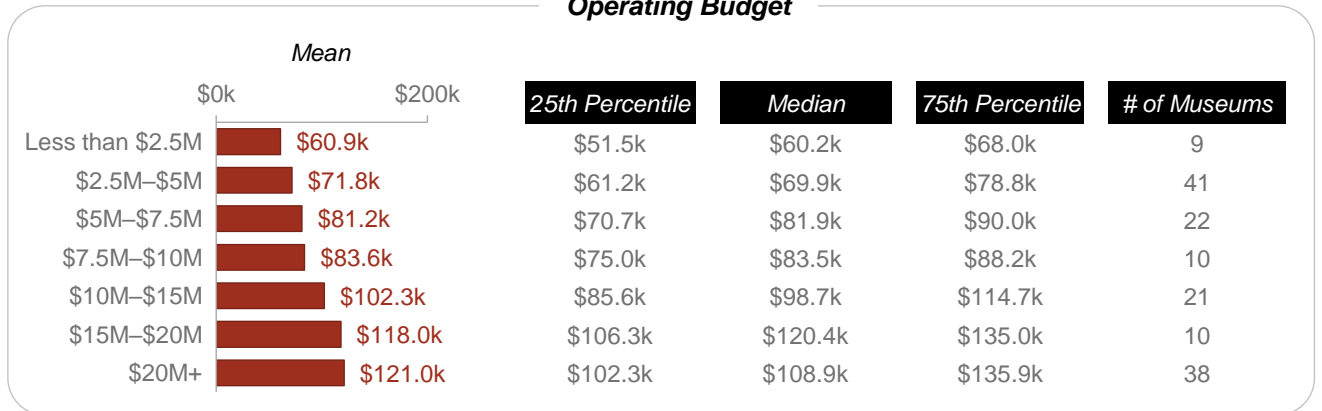 Operating Budget
Mean
$0k $200k 25th Percentile Median 75th Percentile # of Museums
Less than $2.5M $60.9k $51.5k $60.2k $68.0k 9
$2.5M–$5M $71.8k $61.2k $69.9k $78.8k 41
$5M–$7.5M $81.2k $70.7k $81.9k $90.0k 22
$7.5M–$10M $83.6k $75.0k $83.5k $88.2k 10
$10M–$15M $102.3k $85.6k $98.7k $114.7k 21
$15M–$20M $118.0k $106.3k $120.4k $135.0k 10
$20M+ $121.0k $102.3k $108.9k $135.9k 38